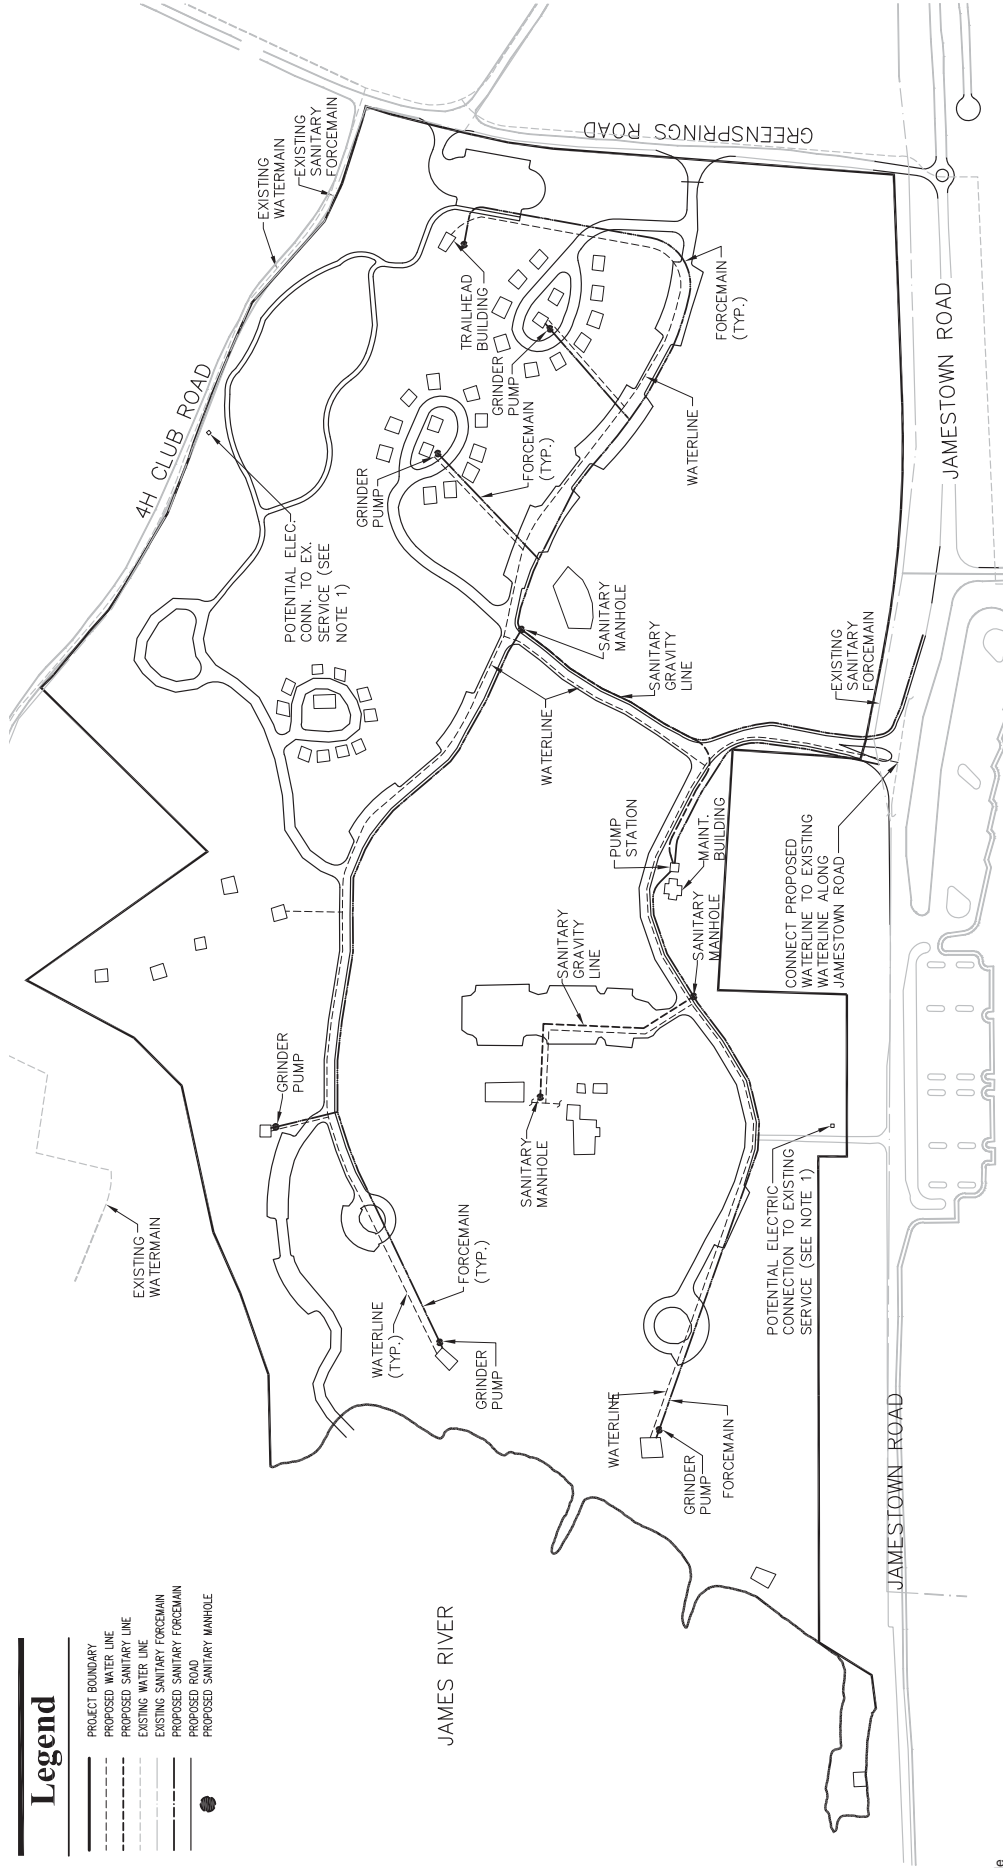 Legend
PROJECT BOUNDARY
PROPOSED WATER LINE
PROPOSED SANITARY LINE
EXISTING WATER LINE
EXISTING SANITARY FORCEMAIN
PROPOSED SANITARY FORCEMAIN
PROPOSED ROAD
PROPOSED SANITARY MANHOLE
JAMES RIVER
EXISTING
WATERMAIN
GRINDER
PUMP
WATERLINE
(TYP.)
FORCEMAIN
(TYP.)
GRINDER
PUMP
WATERLINE
GRINDER
PUMP
FORCEMAIN
JAMESTOWN ROAD
POTENTIAL ELECTRIC
CONNECTION TO EXISTING
SERVICE (SEE NOTE 1)
SANITARY
MANHOLE
SANITARY
GRAVITY
LINE
SANITARY
MANHOLE
CONNECT PROPOSED
WATERLINE TO EXISTING
WATERLINE ALONG
JAMESTOWN ROAD
PUMP
STATION
MAINT.
BUILDING
WATERLINE
SANITARY
GRAVITY
LINE
SANITARY
MANHOLE
EXISTING
SANITARY
FORCEMAIN
POTENTIAL ELEC.
CONN. TO EX.
SERVICE (SEE
NOTE 1)
4H CLUB ROAD
GRINDER
PUMP
FORCEMAIN
(TYP.)
GRINDER
PUMP
TRAILHEAD
BUILDING
WATERLINE
FORCEMAIN
(TYP.)
JAMESTOWN ROAD
EXISTING
WATERMAIN
EXISTING
SANITARY
FORCEMAIN
GREENSPRINGS ROAD
e